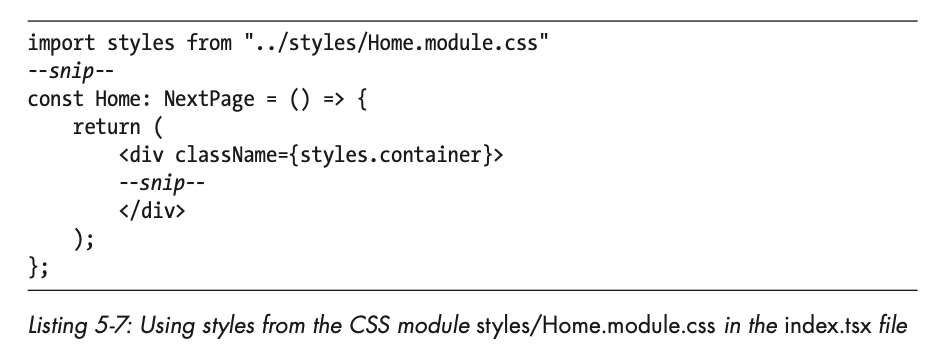 import styles from "../styles/Home.module.css"
--snip--
const Home: NextPage = () => {
    return (
        <div className={styles.container}>
        --snip--
        </div>
    );
};
Listing 5-7: Using styles from the CSS module styles/Home.module.css in the index.tsx file